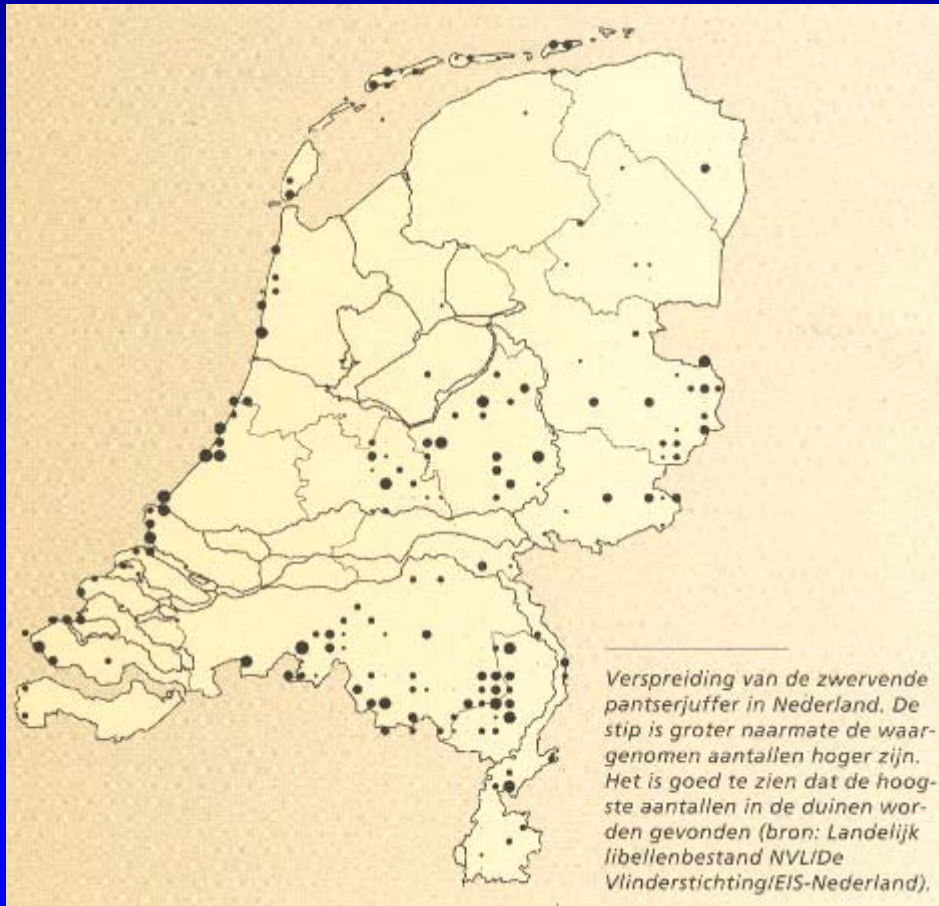 Verspreiding van de zwervende
pantserjuffer in Nederland. De
stip is groter naarmate de waar-
genomen aantallen hoger zijn.
Het is goed te zien dat de hoog-
ste aantallen in de duinen wor-
den gevonden (bron: Landelijk
libellenbestand NVL/De
Vlinderstichting/EIS-Nederland).